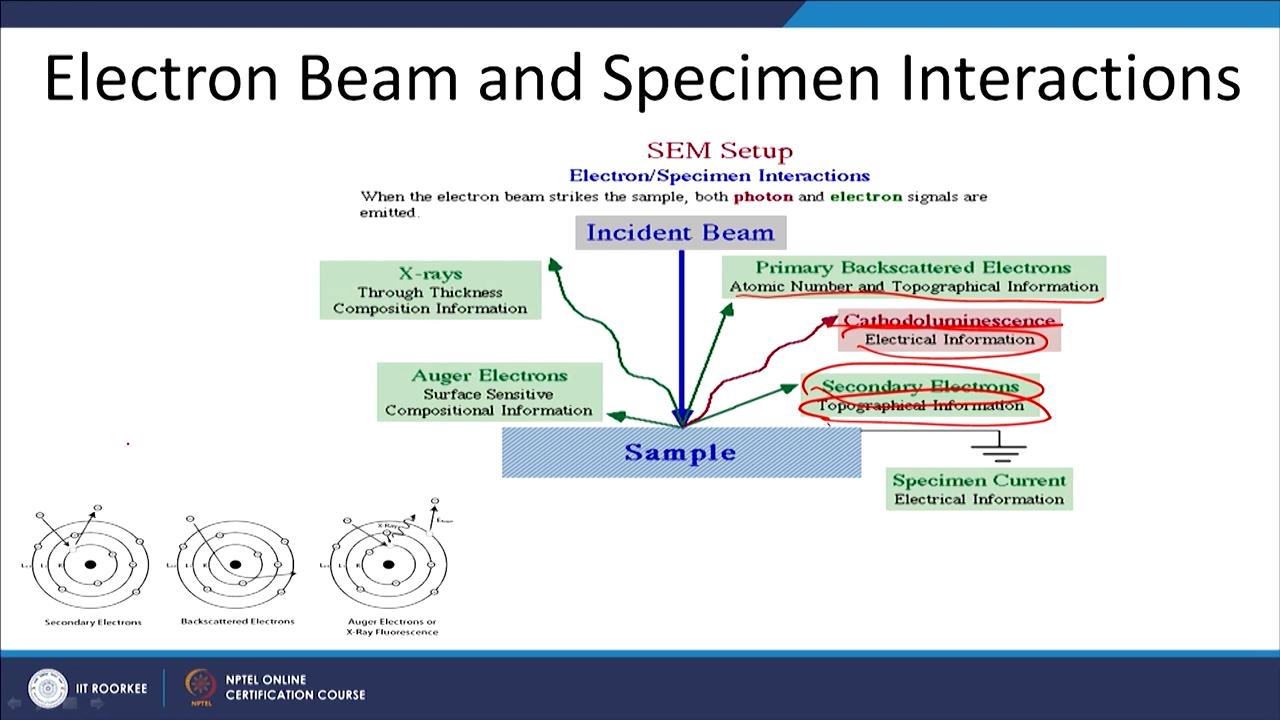 Electron Beam and Specimen Interactions
SEM Setup
Electron/Specimen Interactions
When the electron beam strikes the sample, both photon and electron signals are
emitted.
Incident Beam
X-rays
Through Thickness
Composition Information
Primary Backscattered Electrons
Atomic Number and Topographical Information
Cathodoluminescence
Electrical Information
Auger Electrons
Surface Sensitive
Compositional Information
Secondary Electrons
Topographical Information
Sample
Specimen Current
Electrical Information
X-Ray
Secondary Electrons
Backscattered Electrons
Auger Electrons or
X-Ray Fluorescence
IIT ROORKEE
NPTEL
NPTEL ONLINE
CERTIFICATION COURSE